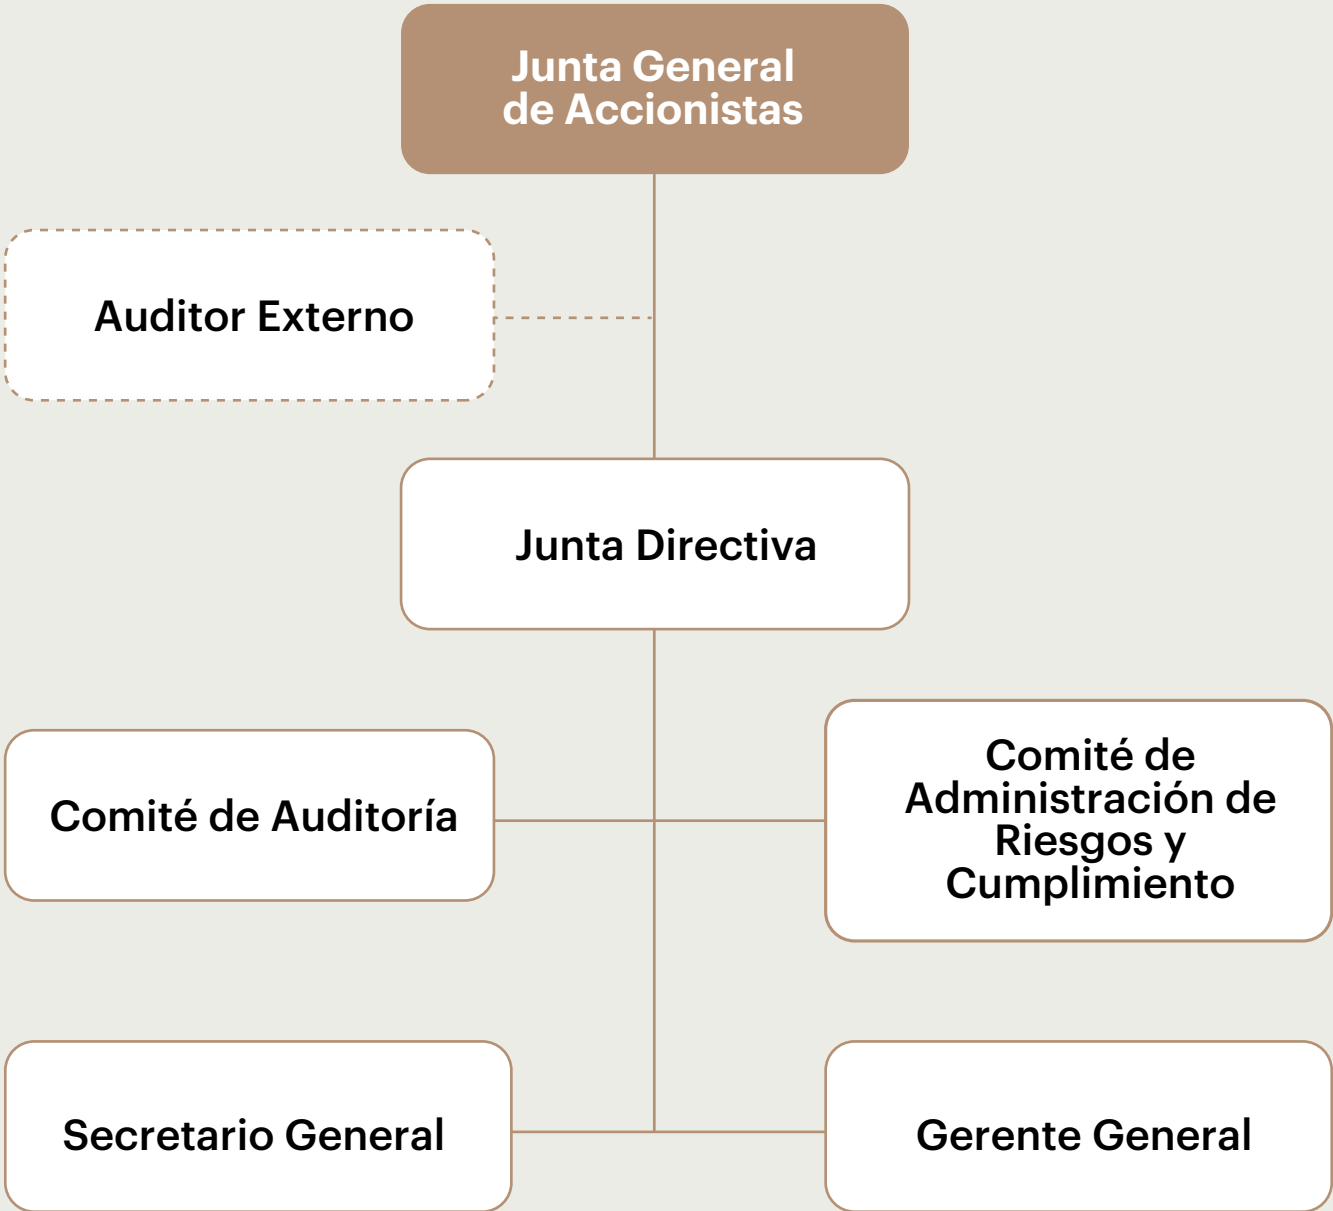 Junta General
de Accionistas
Auditor Externo
Junta Directiva
Comité de Auditoría
Comité de
Administración de
Riesgos y
Cumplimiento
Secretario General
Gerente General